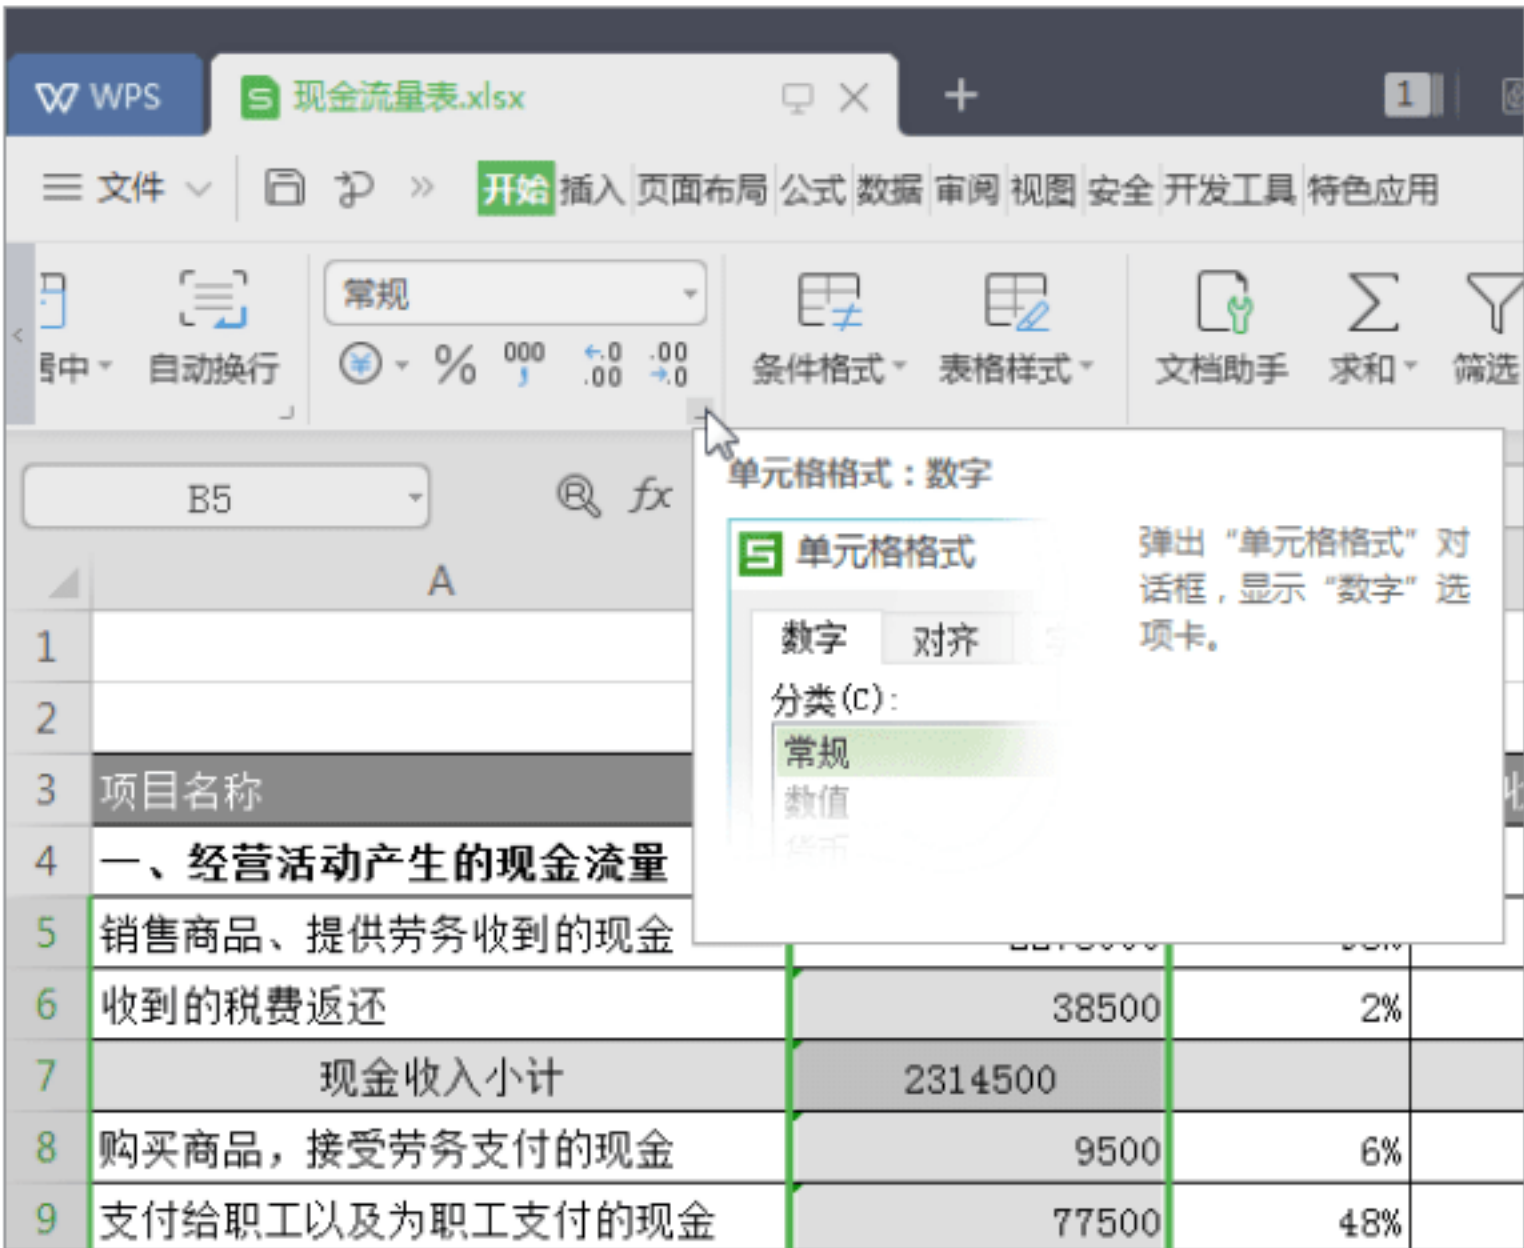 WPS 现金流量表.xlsx 1
文件 开始 插入 页面布局 公式 数据 审阅 视图 安全 开发工具 特色应用
常规
居中 自动换行 % 000 .0 .00 .00 .0 条件格式 表格样式 文档助手 求和 筛选
B5 fx
单元格格式：数字
单元格格式
弹出“单元格格式”对
话框，显示“数字”选
项卡。
数字 对齐
分类(C):
常规
数值
货币
A
1
2
3 项目名称
4 一、经营活动产生的现金流量
5 销售商品、提供劳务收到的现金
6 收到的税费返还 38500 2%
7 现金收入小计 2314500
8 购买商品，接受劳务支付的现金 9500 6%
9 支付给职工以及为职工支付的现金 77500 48%